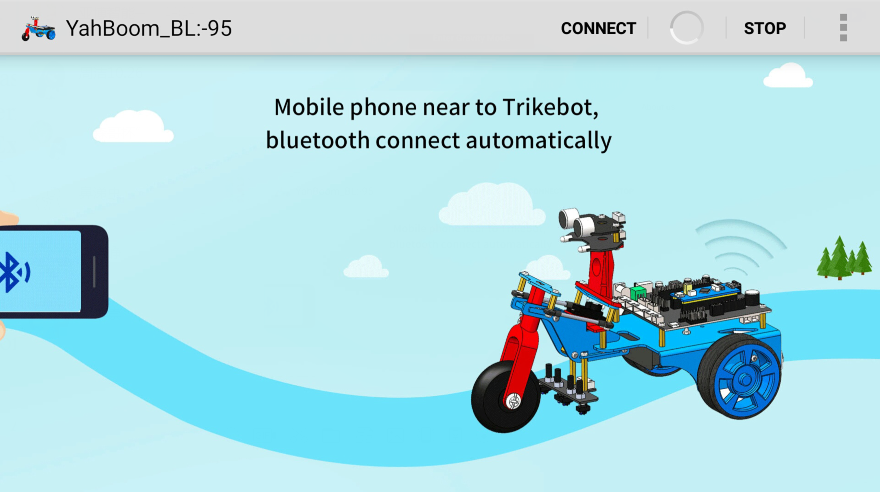 YahBoom_BL:-95 CONNECT STOP
Mobile phone near to Trikebot,
bluetooth connect automatically